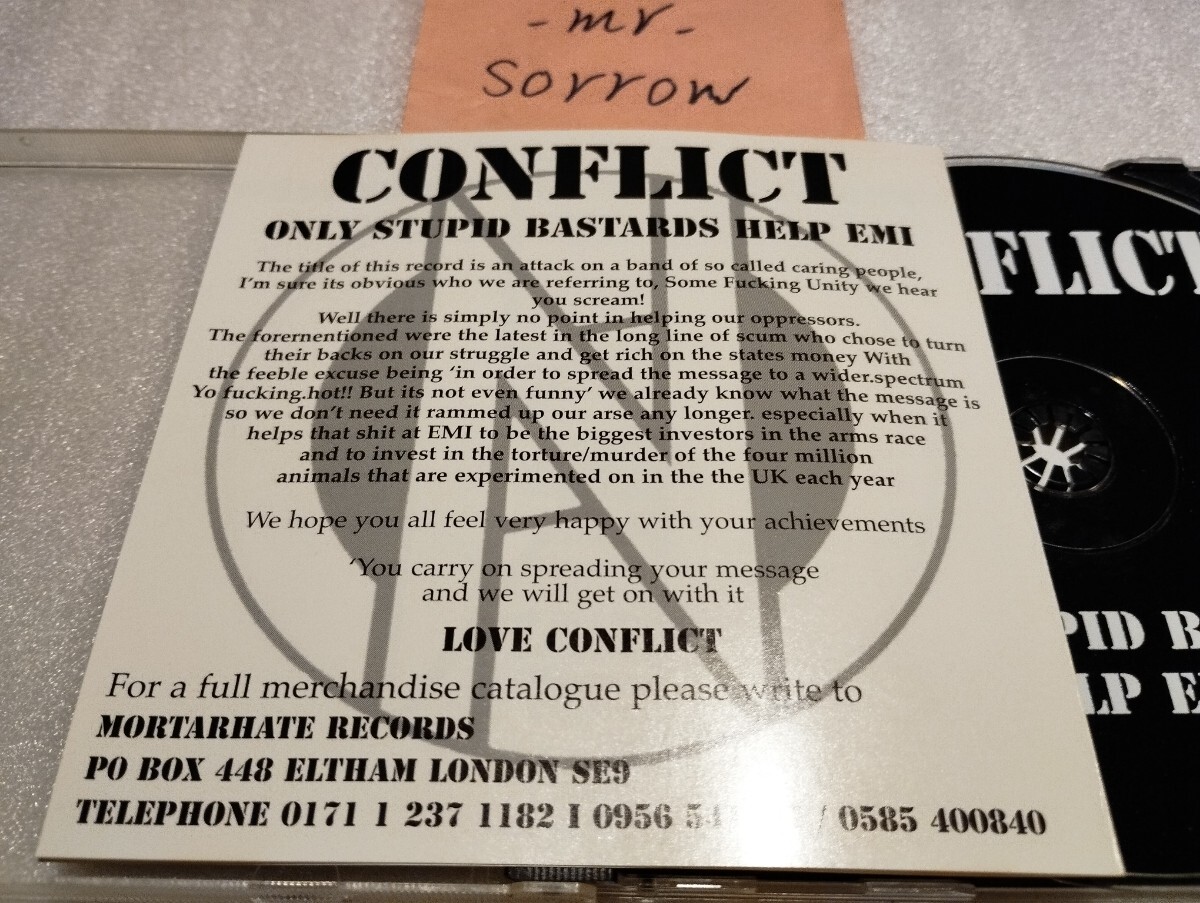 -mr-
sorrow
CONFLICT
ONLY STUPID BASTARDS HELP EMI
The title of this record is an attack on a band of so called caring people,
I'm sure its obvious who we are referring to, Some Fucking Unity we hear
you scream!
Well there is simply no point in helping our oppressors.
The forernentioned were the latest in the long line of scum who chose to turn
their backs on our struggle and get rich on the states money With
the feeble excuse being 'in order to spread the message to a wider.spectrum
Yo fucking.hot!! But its not even funny' we already know what the message is
so we don't need it rammed up our arse any longer. especially when it
helps that shit at EMI to be the biggest investors in the arms race
and to invest in the torture/murder of the four million
animals that are experimented on in the the UK each year
We hope you all feel very happy with your achievements
'You carry on spreading your message
and we will get on with it
LOVE CONFLICT
For a full merchandise catalogue please write to
MORTARHATE RECORDS
PO BOX 448 ELTHAM LONDON SE9
TELEPHONE 0171 1 237 1182 I 0956 / 0585 400840
FLICT
PID B
LP E